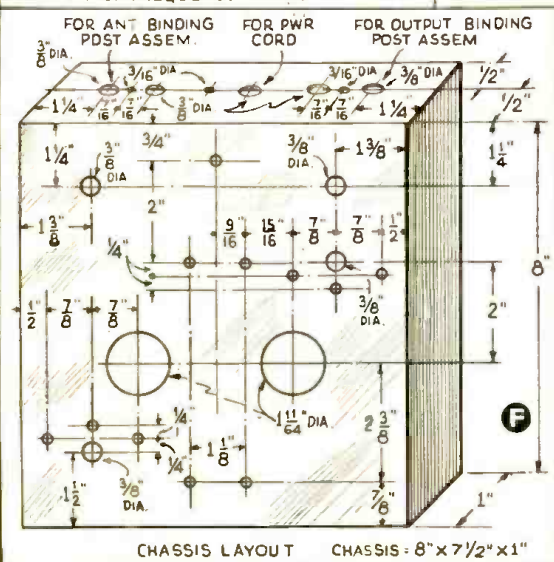 FOR ANT BINDING
POST ASSEM.
FOR PWR
CORD
FOR OUTPUT BINDING
POST ASSEM
3/8" DIA.
3/16" DIA
3/8" DIA
3/16" DIA
3/8" DIA
1/2"
1/2"
1 1/4"
7/16"
7/16"
7/16"
7/16"
1 1/4"
1 1/4"
3/8"
DIA
3/4"
3/8"
DIA.
1 3/8"
1 1/4"
1 3/8"
2"
9/16"
15/16"
7/8"
7/8"
1/2"
1/4"
3/8"
DIA.
8"
2"
1/2"
7/8"
7/8"
1 11/64" DIA.
2 3/8"
F
1/4"
1/4"
1 1/8"
1 1/2"
3/8"
DIA.
7/8"
1"
CHASSIS LAYOUT CHASSIS = 8" X 7 1/2" X 1"